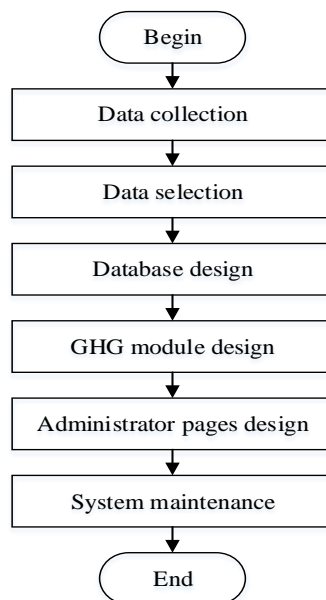 Begin
Data collection
Data selection
Database design
GHG module design
Administrator pages design
System maintenance
End